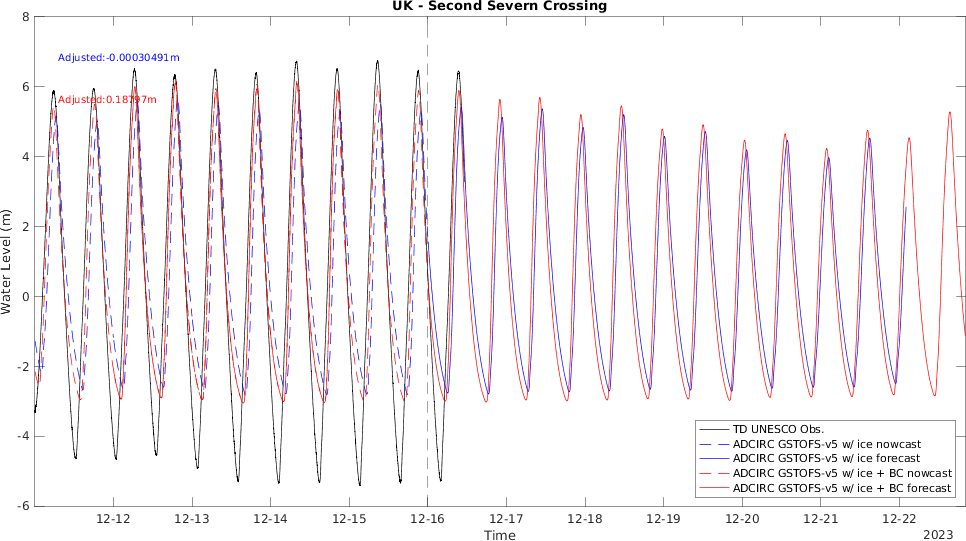 UK - Second Severn Crossing
8
Adjusted:-0.00030491m
6
Adjusted:0.18797m
4
2
0
-2
-4
-6
Water Level (m)
TD UNESCO Obs.
ADCIRC GSTOFS-v5 w/ ice nowcast
ADCIRC GSTOFS-v5 w/ ice forecast
ADCIRC GSTOFS-v5 w/ ice + BC nowcast
ADCIRC GSTOFS-v5 w/ ice + BC forecast
12-12 12-13 12-14 12-15 12-16 12-17 12-18 12-19 12-20 12-21 12-22
Time
2023